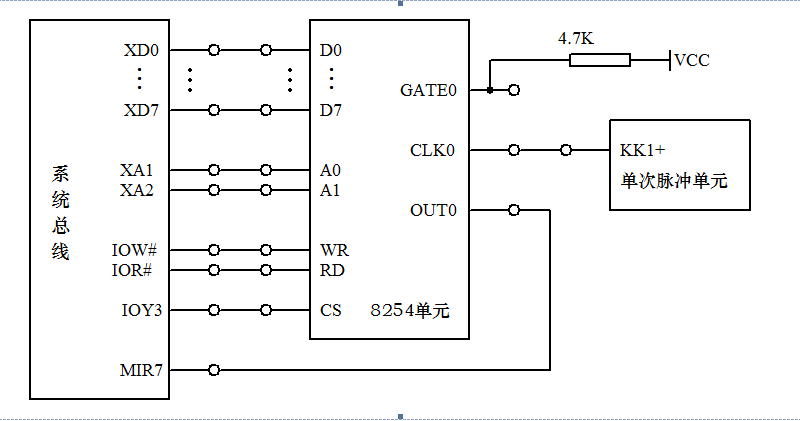 4.7K
VCC
XD0
D0
XD7
D7
GATE0
XA1
A0
CLK0
KK1+
XA2
A1
单次脉冲单元
系统总线
OUT0
IOW#
WR
IOR#
RD
IOY3
CS
8254单元
MIR7